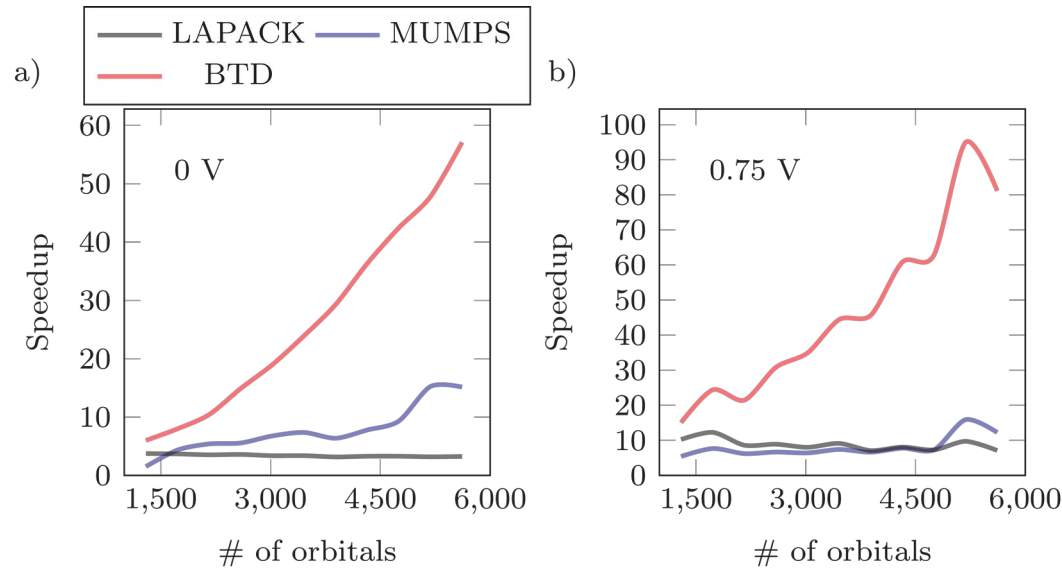 LAPACK MUMPS
BTD
a)
0 V
60
50
40
30
20
10
0
Speedup
1,500 3,000 4,500 6,000
# of orbitals
b)
0.75 V
100
90
80
70
60
50
40
30
20
10
0
Speedup
1,500 3,000 4,500 6,000
# of orbitals